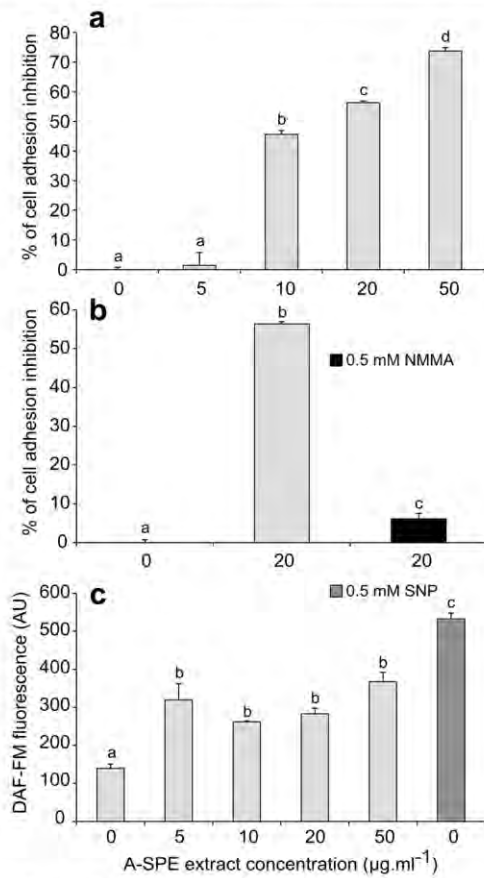 a
% of cell adhesion inhibition
80
70
60
50
40
30
20
10
0
a
a
b
c
d
0 5 10 20 50
b
% of cell adhesion inhibition
60
50
40
30
20
10
0
a
b
c
0.5 mM NMMA
0 20 20
c
DAF-FM fluorescence (AU)
600
500
400
300
200
100
0
a
b
b
b
b
c
0.5 mM SNP
0 5 10 20 50 0
A-SPE extract concentration (µg.ml⁻¹)